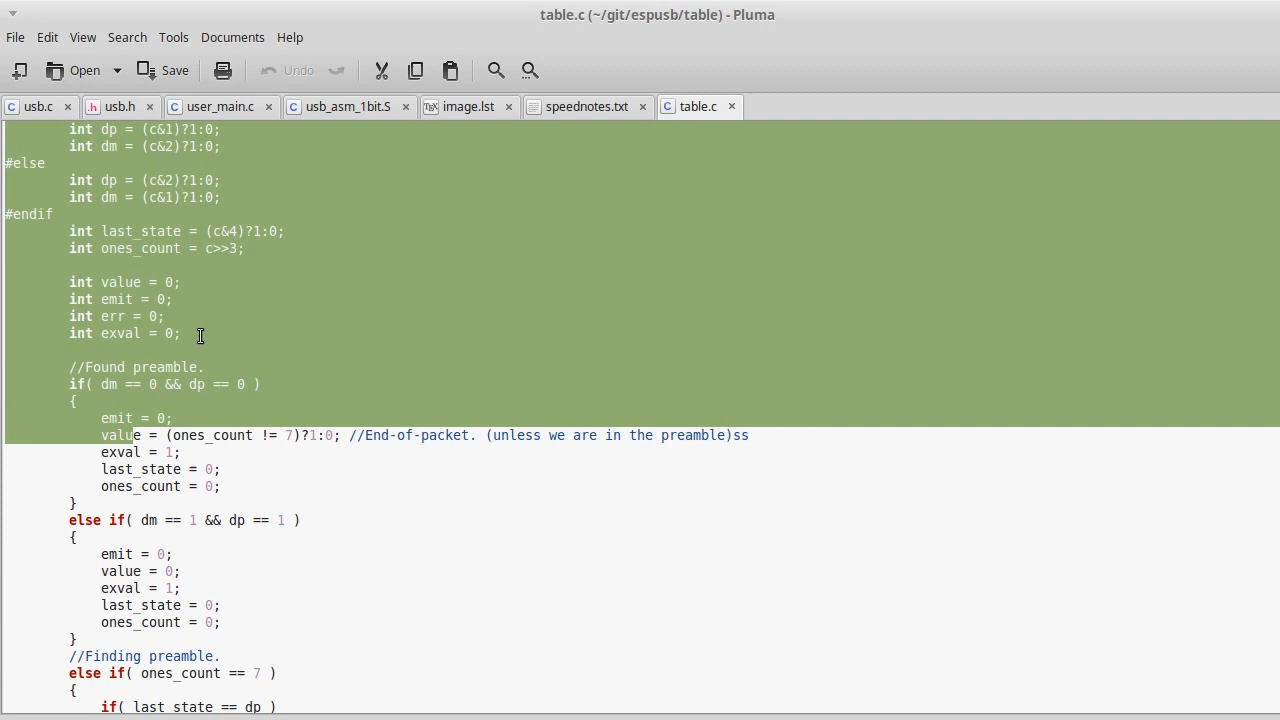 table.c (~/git/espusb/table) - Pluma
File Edit View Search Tools Documents Help
Open Save Undo
usb.c usb.h user_main.c usb_asm_1bit.S image.lst speednotes.txt table.c
int dp = (c&1)?1:0;
int dm = (c&2)?1:0;
#else
int dp = (c&2)?1:0;
int dm = (c&1)?1:0;
#endif
int last_state = (c&4)?1:0;
int ones_count = c>>3;
int value = 0;
int emit = 0;
int err = 0;
int exval = 0;
//Found preamble.
if( dm == 0 && dp == 0 )
{
emit = 0;
value = (ones_count != 7)?1:0; //End-of-packet. (unless we are in the preamble)ss
exval = 1;
last_state = 0;
ones_count = 0;
}
else if( dm == 1 && dp == 1 )
{
emit = 0;
value = 0;
exval = 1;
last_state = 0;
ones_count = 0;
}
//Finding preamble.
else if( ones_count == 7 )
{
if( last_state == dp )